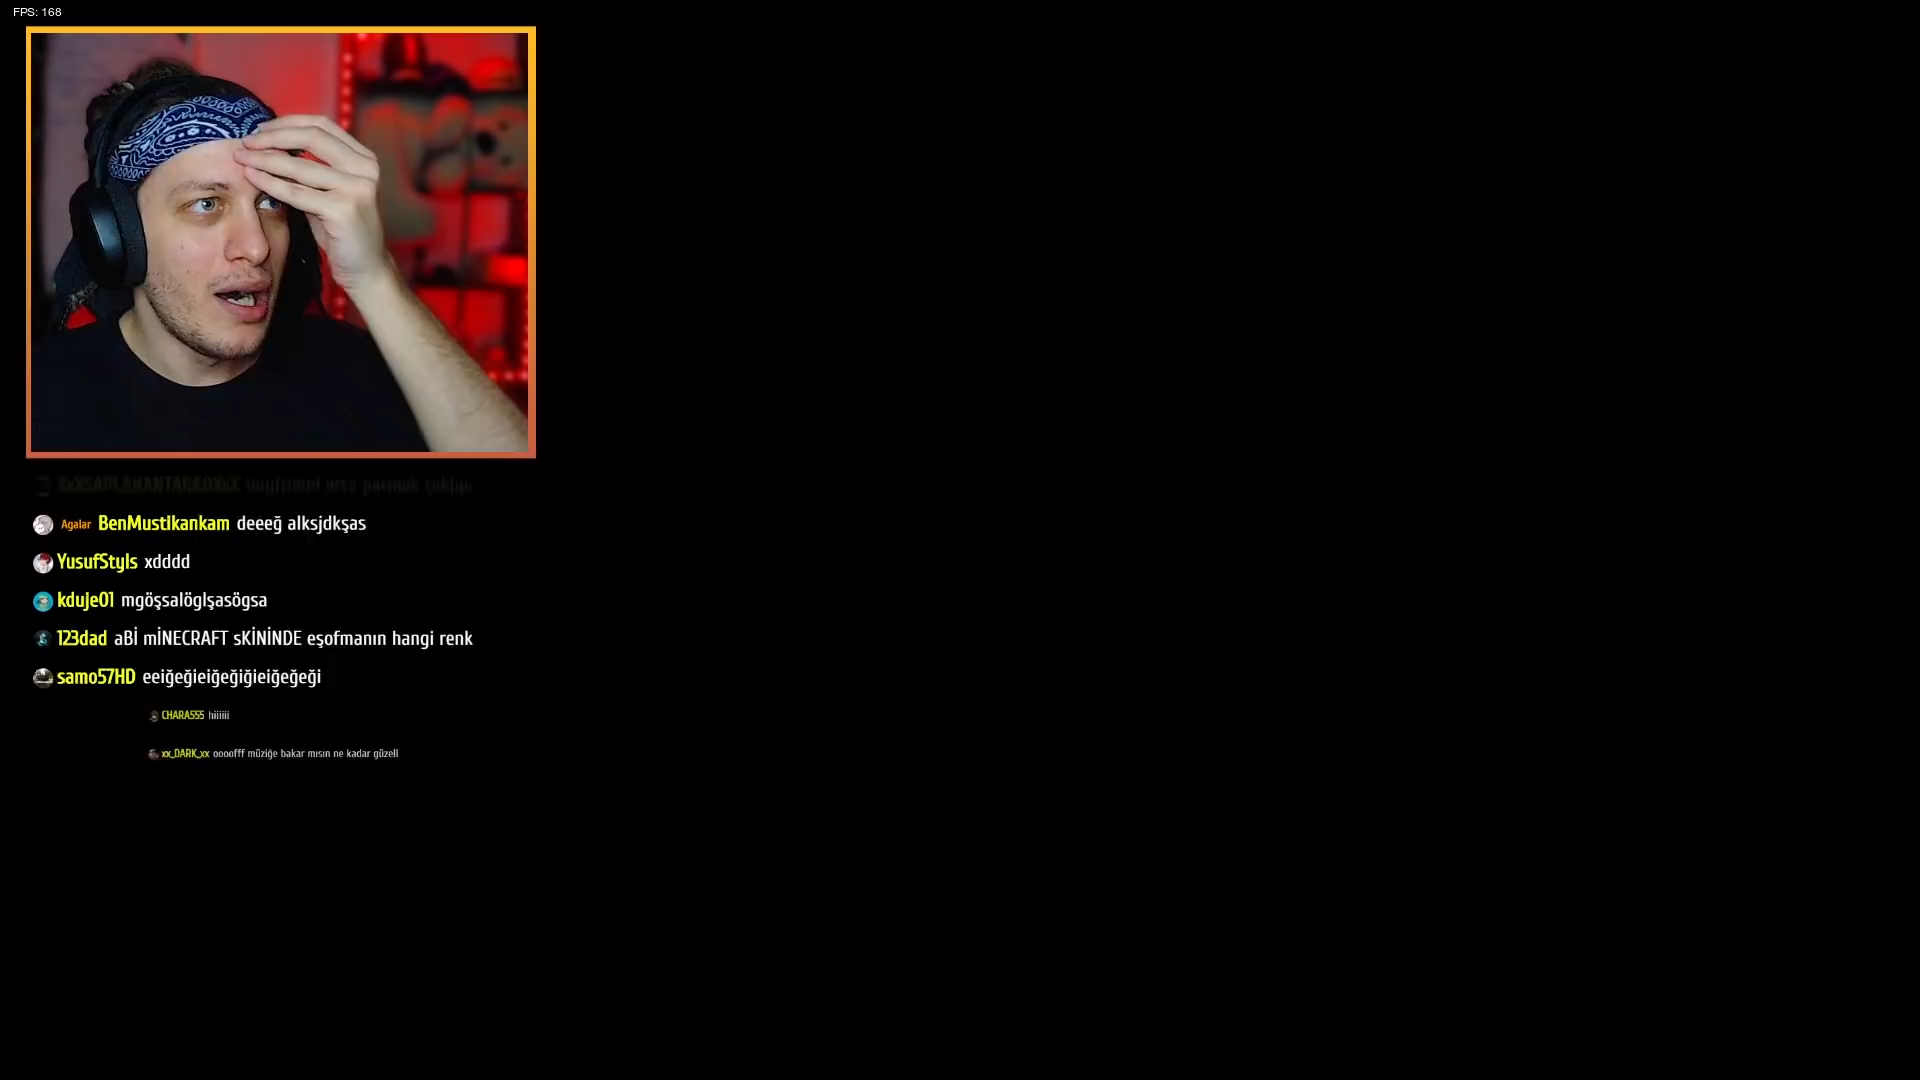 FPS: 168
Agalar BenMustikankam deeeğ alksjdkşas
YusufStyls xdddd
kduje01 mgöşsalöglşasögsa
123dad aBİ mİNECRAFT sKİNİNDE eşofmanın hangi renk
samo57HD eeiğeğieiğeğiğieiğeğeği
CHARA555 hiiiiii
xx_DARK_xx oooofff müziğe bakar mısın ne kadar güzell